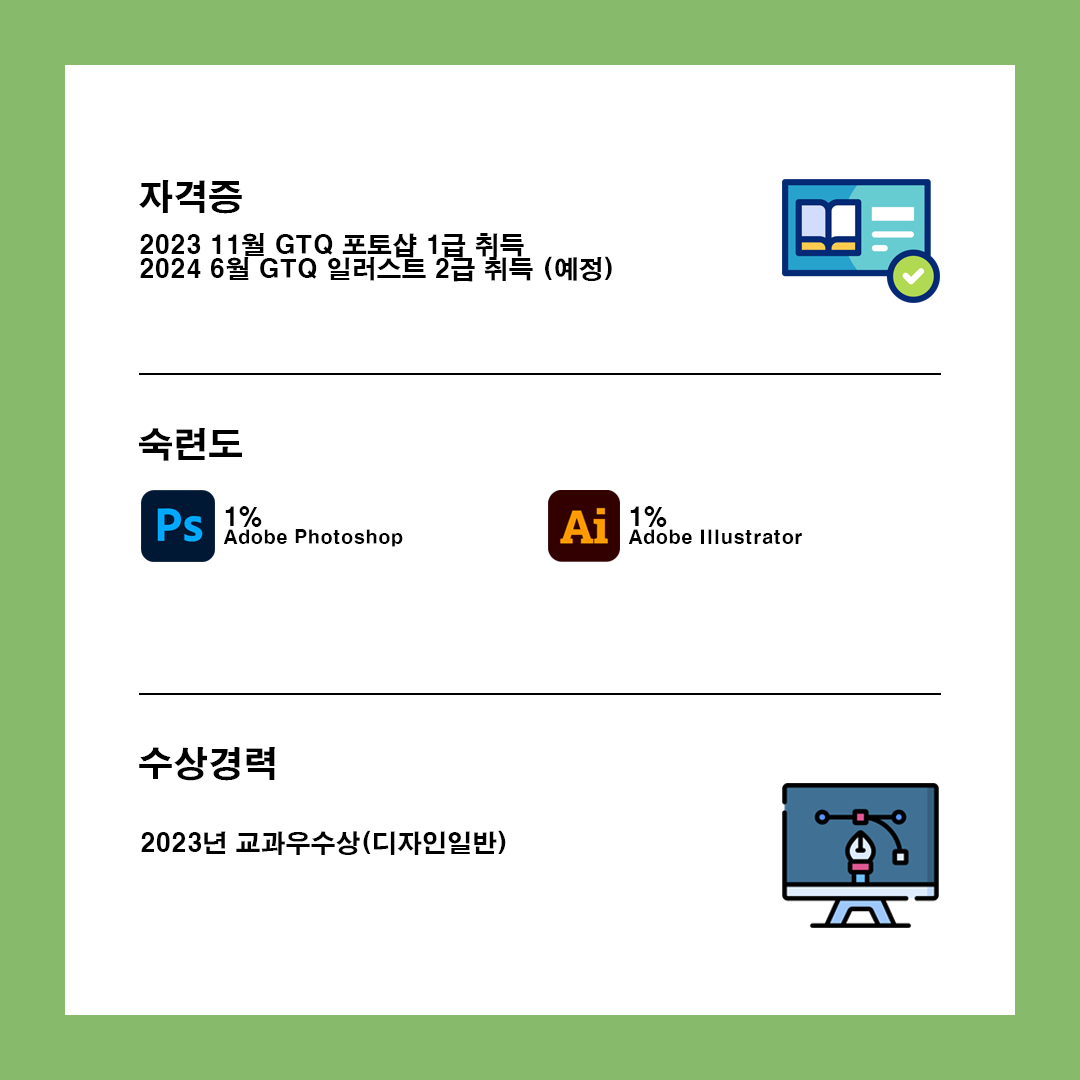 자격증
2023 11월 GTQ 포토샵 1급 취득
2024 6월 GTQ 일러스트 2급 취득 (예정)
숙련도
Ps
1%
Adobe Photoshop
Ai
1%
Adobe Illustrator
수상경력
2023년 교과우수상(디자인일반)